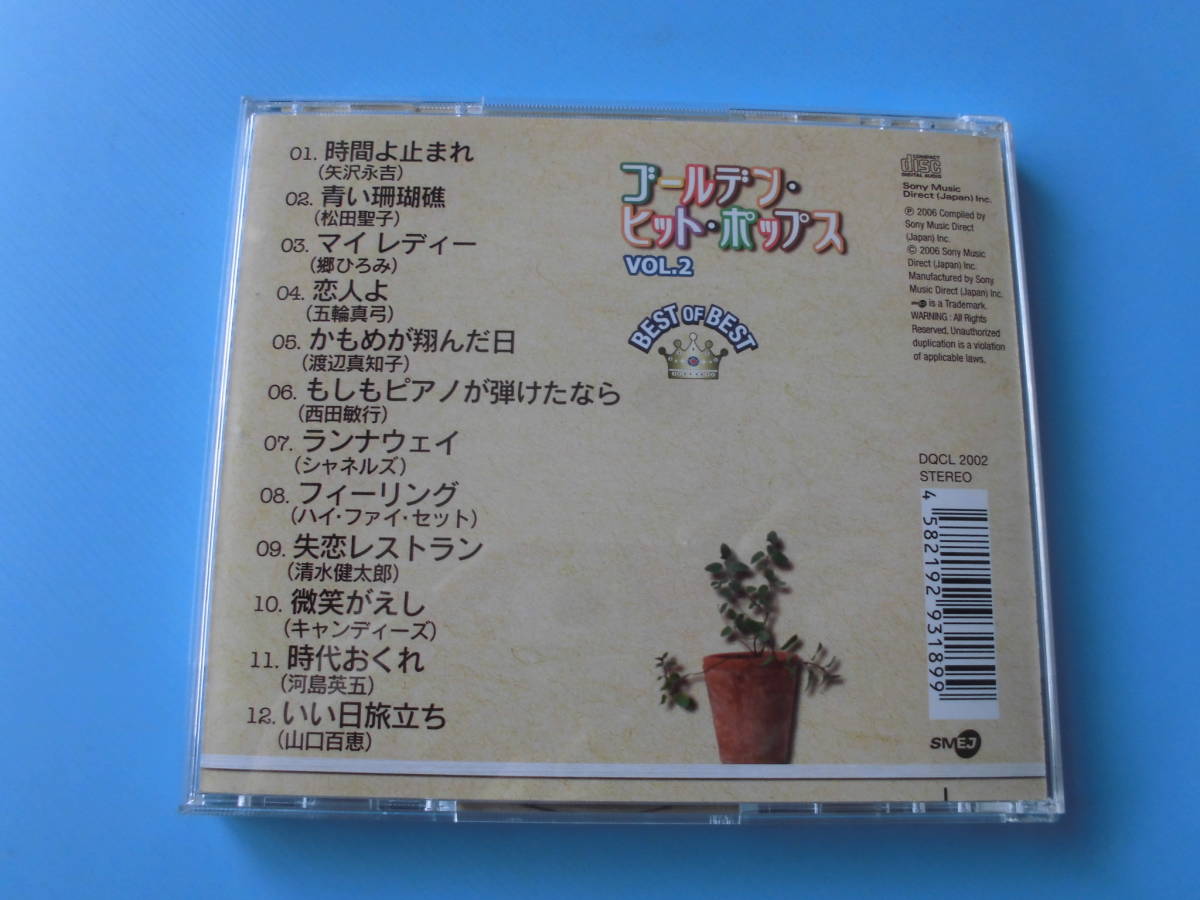 01. 時間よ止まれ
(矢沢永吉)
02. 青い珊瑚礁
(松田聖子)
03. マイ レディー
(郷ひろみ)
04. 恋人よ
(五輪真弓)
05. かもめが翔んだ日
(渡辺真知子)
06. もしもピアノが弾けたなら
(西田敏行)
07. ランナウェイ
(シャネルズ)
08. フィーリング
(ハイ・ファイ・セット)
09. 失恋レストラン
(清水健太郎)
10. 微笑がえし
(キャンディーズ)
11. 時代おくれ
(河島英五)
12. いい日旅立ち
(山口百恵)
ゴールデン・
ヒット・ポップス
VOL.2
BEST OF BEST
COMPACT
disc
DIGITAL AUDIO
Sony Music
Direct (Japan) Inc.
Ⓟ 2006 Compiled by
Sony Music Direct
(Japan) Inc.
© 2006 Sony Music
Direct (Japan) Inc.
Manufactured by Sony
Music Direct (Japan) Inc.
SMEJ is a Trademark.
WARNING : All Rights
Reserved. Unauthorized
duplication is a violation
of applicable laws.
DQCL 2002
STEREO
4 582192 931899
SMEJ